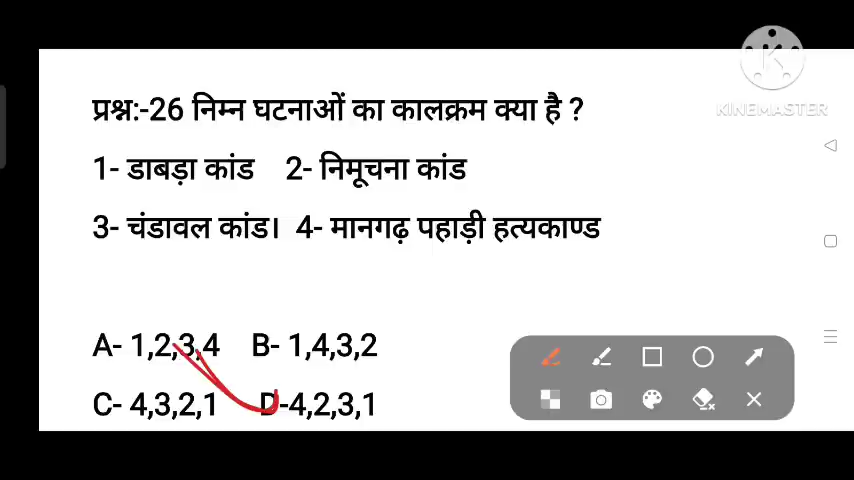 KINEMASTER
प्रश्न:-26 निम्न घटनाओं का कालक्रम क्या है ?
1- डाबड़ा कांड 2- निमूचना कांड
3- चंडावल कांड। 4- मानगढ़ पहाड़ी हत्यकाण्ड
A- 1,2,3,4 B- 1,4,3,2
C- 4,3,2,1 D-4,2,3,1